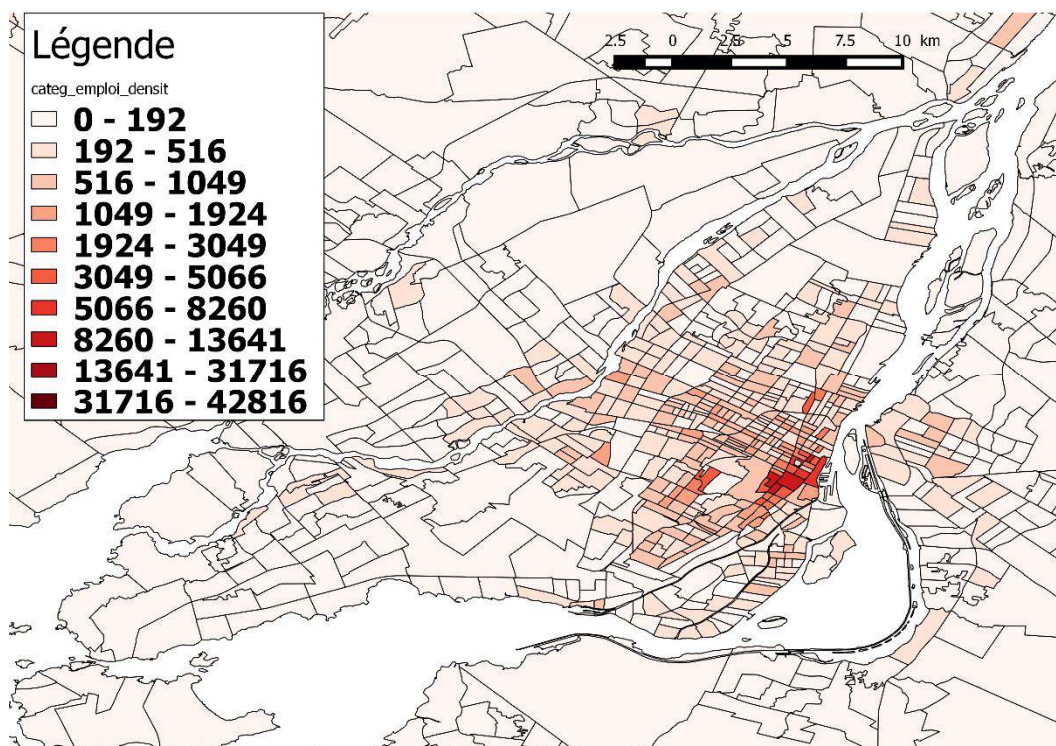 Légende
categ_emploi_densit
0 - 192
192 - 516
516 - 1049
1049 - 1924
1924 - 3049
3049 - 5066
5066 - 8260
8260 - 13641
13641 - 31716
31716 - 42816
2.5 0 2.5 5 7.5 10 km